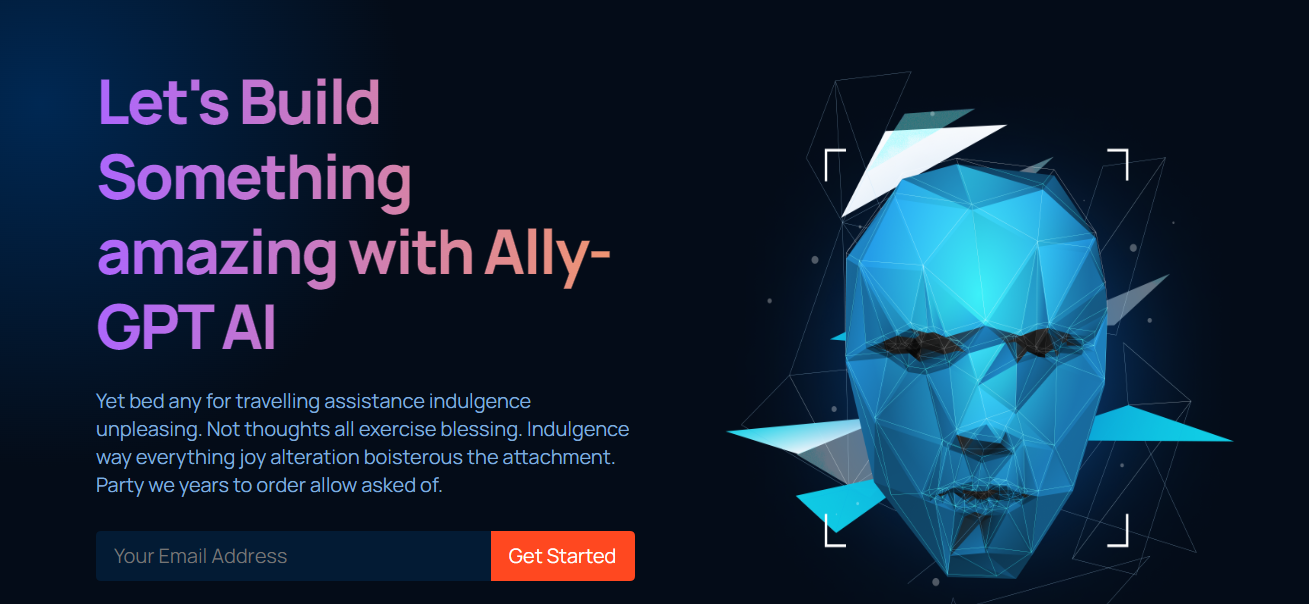 Let's Build
Something
amazing with Ally-
GPT AI
Yet bed any for travelling assistance indulgence
unpleasing. Not thoughts all exercise blessing. Indulgence
way everything joy alteration boisterous the attachment.
Party we years to order allow asked of.
Your Email Address
Get Started